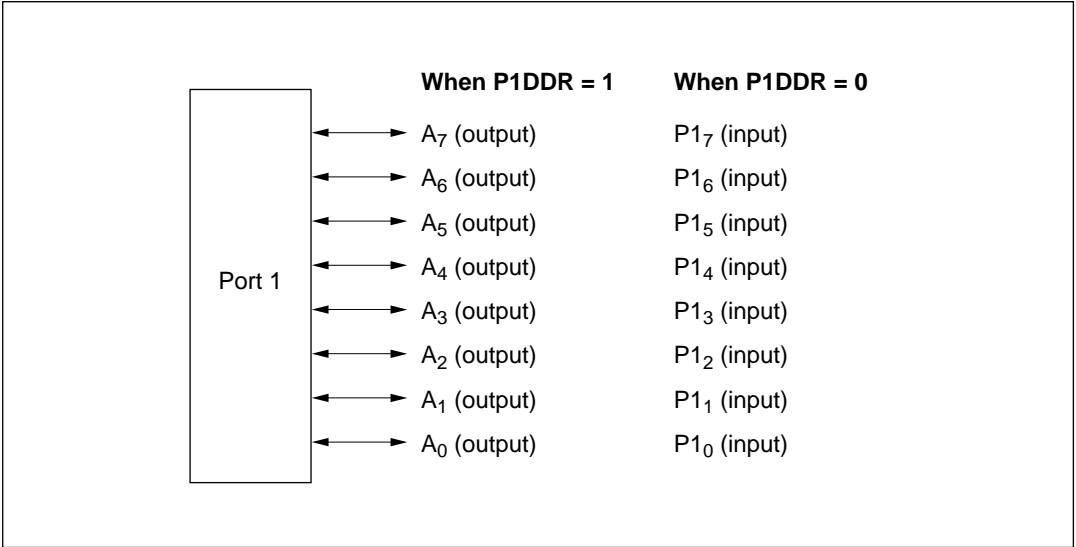 When P1DDR = 1 When P1DDR = 0
A7 (output) P17 (input)
A6 (output) P16 (input)
A5 (output) P15 (input)
Port 1
A4 (output) P14 (input)
A3 (output) P13 (input)
A2 (output) P12 (input)
A1 (output) P11 (input)
A0 (output) P10 (input)